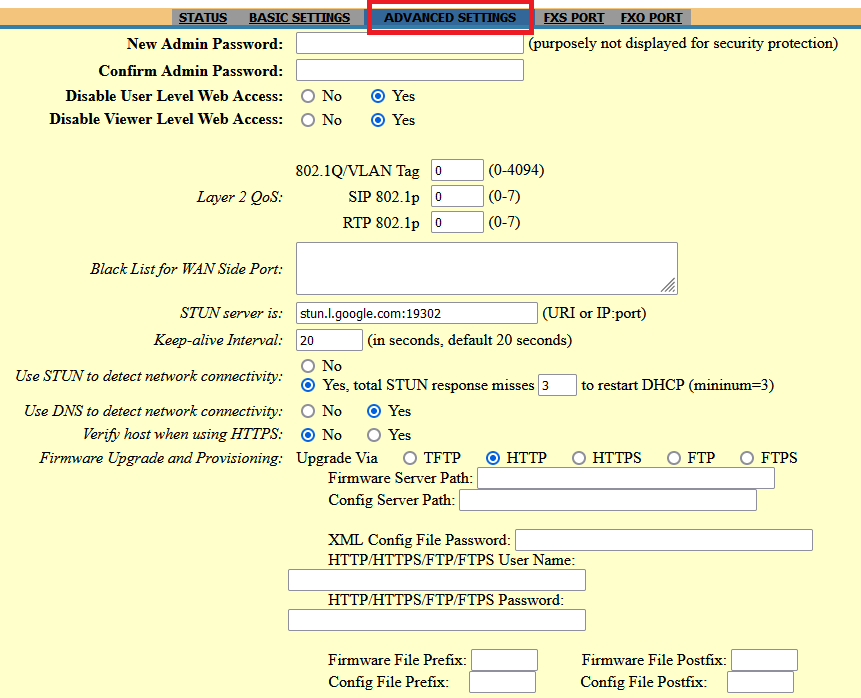 STATUS BASIC SETTINGS ADVANCED SETTINGS FXS PORT FXO PORT
New Admin Password: (purposely not displayed for security protection)
Confirm Admin Password:
Disable User Level Web Access: No Yes
Disable Viewer Level Web Access: No Yes
802.1Q/VLAN Tag 0 (0-4094)
Layer 2 QoS: SIP 802.1p 0 (0-7)
RTP 802.1p 0 (0-7)
Black List for WAN Side Port:
STUN server is: stun.l.google.com:19302 (URI or IP:port)
Keep-alive Interval: 20 (in seconds, default 20 seconds)
No
Use STUN to detect network connectivity:
Yes, total STUN response misses 3 to restart DHCP (mininum=3)
Use DNS to detect network connectivity: No Yes
Verify host when using HTTPS: No Yes
Firmware Upgrade and Provisioning: Upgrade Via TFTP HTTP HTTPS FTP FTPS
Firmware Server Path:
Config Server Path:
XML Config File Password:
HTTP/HTTPS/FTP/FTPS User Name:
HTTP/HTTPS/FTP/FTPS Password:
Firmware File Prefix: Firmware File Postfix:
Config File Prefix: Config File Postfix: